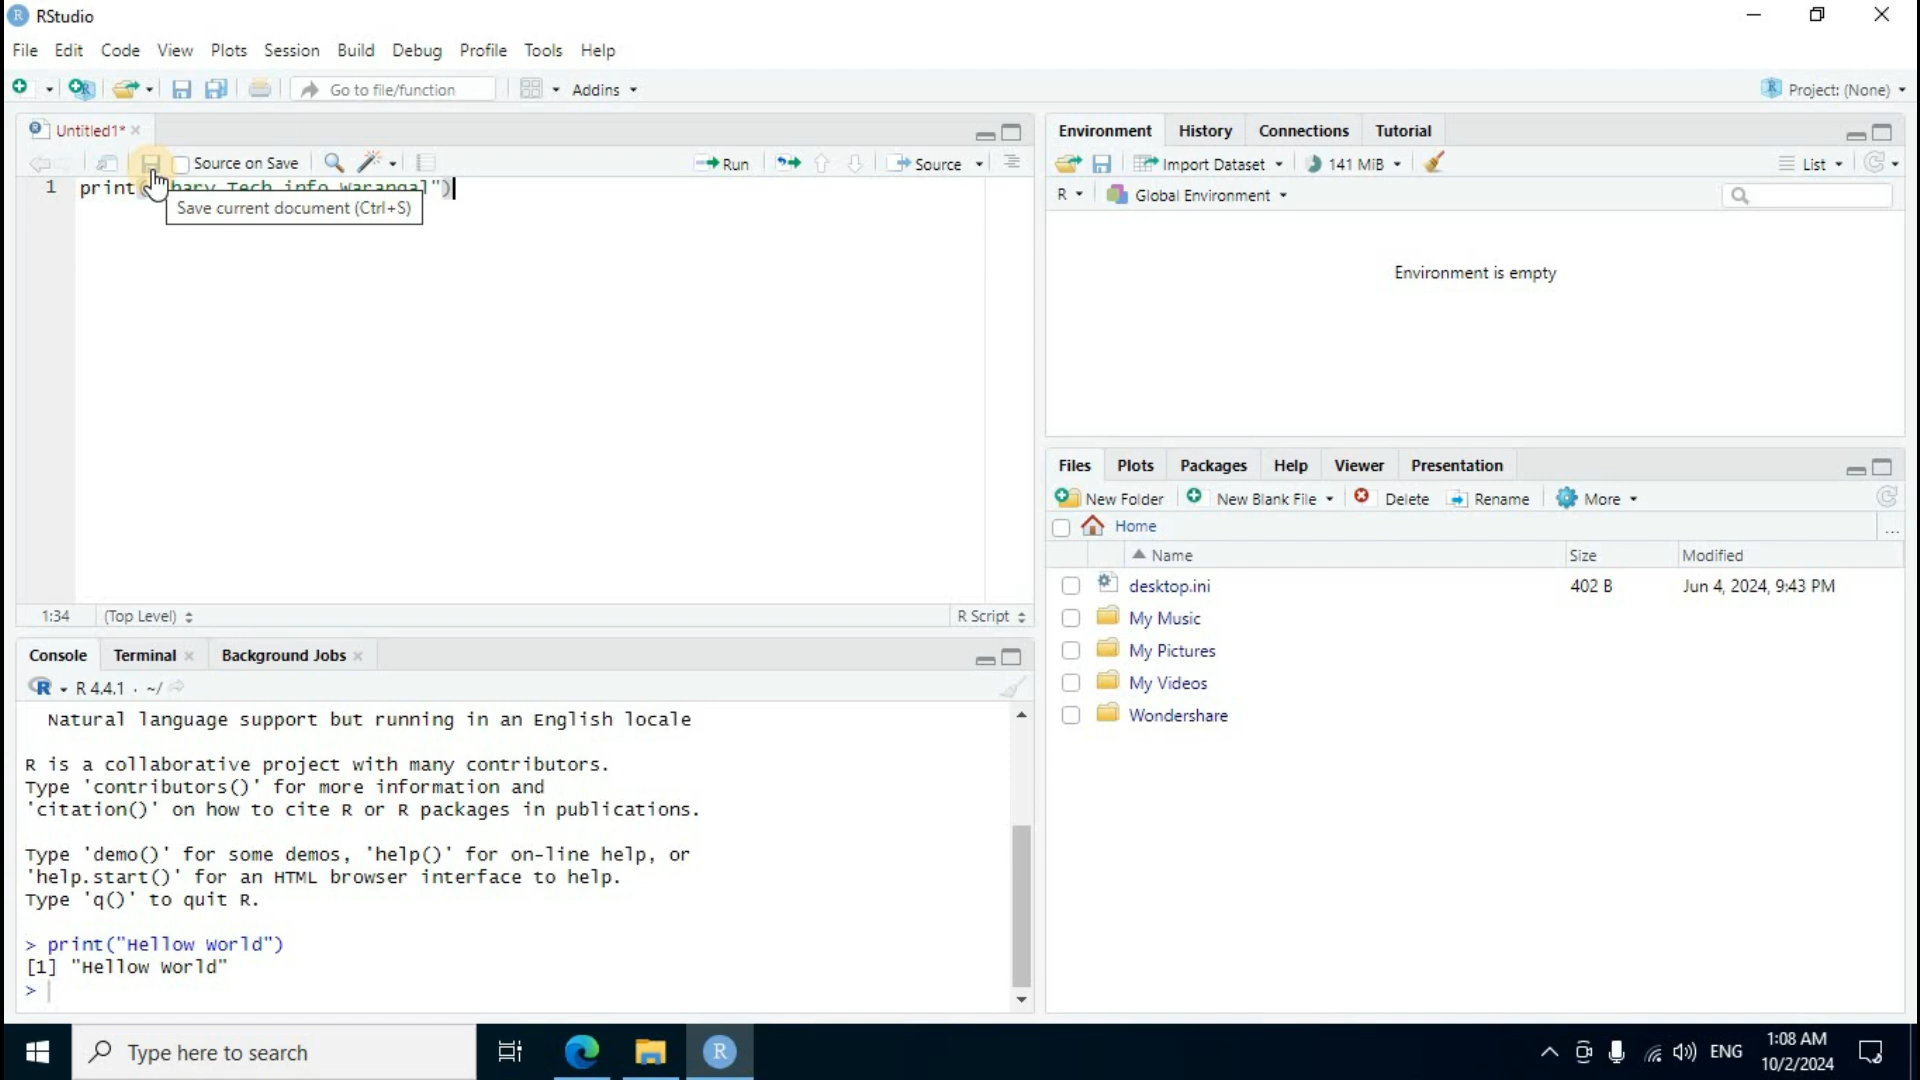 RStudio
File Edit Code View Plots Session Build Debug Profile Tools Help
Go to file/function Addins Project: (None)
Untitled1*
Source on Save Run Source
1 print Tech info Warangal")
Save current document (Ctrl+S)
1:34 (Top Level) R Script
Console Terminal Background Jobs
R 4.4.1 · ~/
Natural language support but running in an English locale
R is a collaborative project with many contributors.
Type 'contributors()' for more information and
'citation()' on how to cite R or R packages in publications.
Type 'demo()' for some demos, 'help()' for on-line help, or
'help.start()' for an HTML browser interface to help.
Type 'q()' to quit R.
> print("Hellow World")
[1] "Hellow World"
>
Environment History Connections Tutorial
Import Dataset 141 MiB List
R Global Environment
Environment is empty
Files Plots Packages Help Viewer Presentation
New Folder New Blank File Delete Rename More
Home ...
Name Size Modified
desktop.ini 402 B Jun 4, 2024, 9:43 PM
My Music
My Pictures
My Videos
Wondershare
Type here to search
R
ENG
1:08 AM
10/2/2024